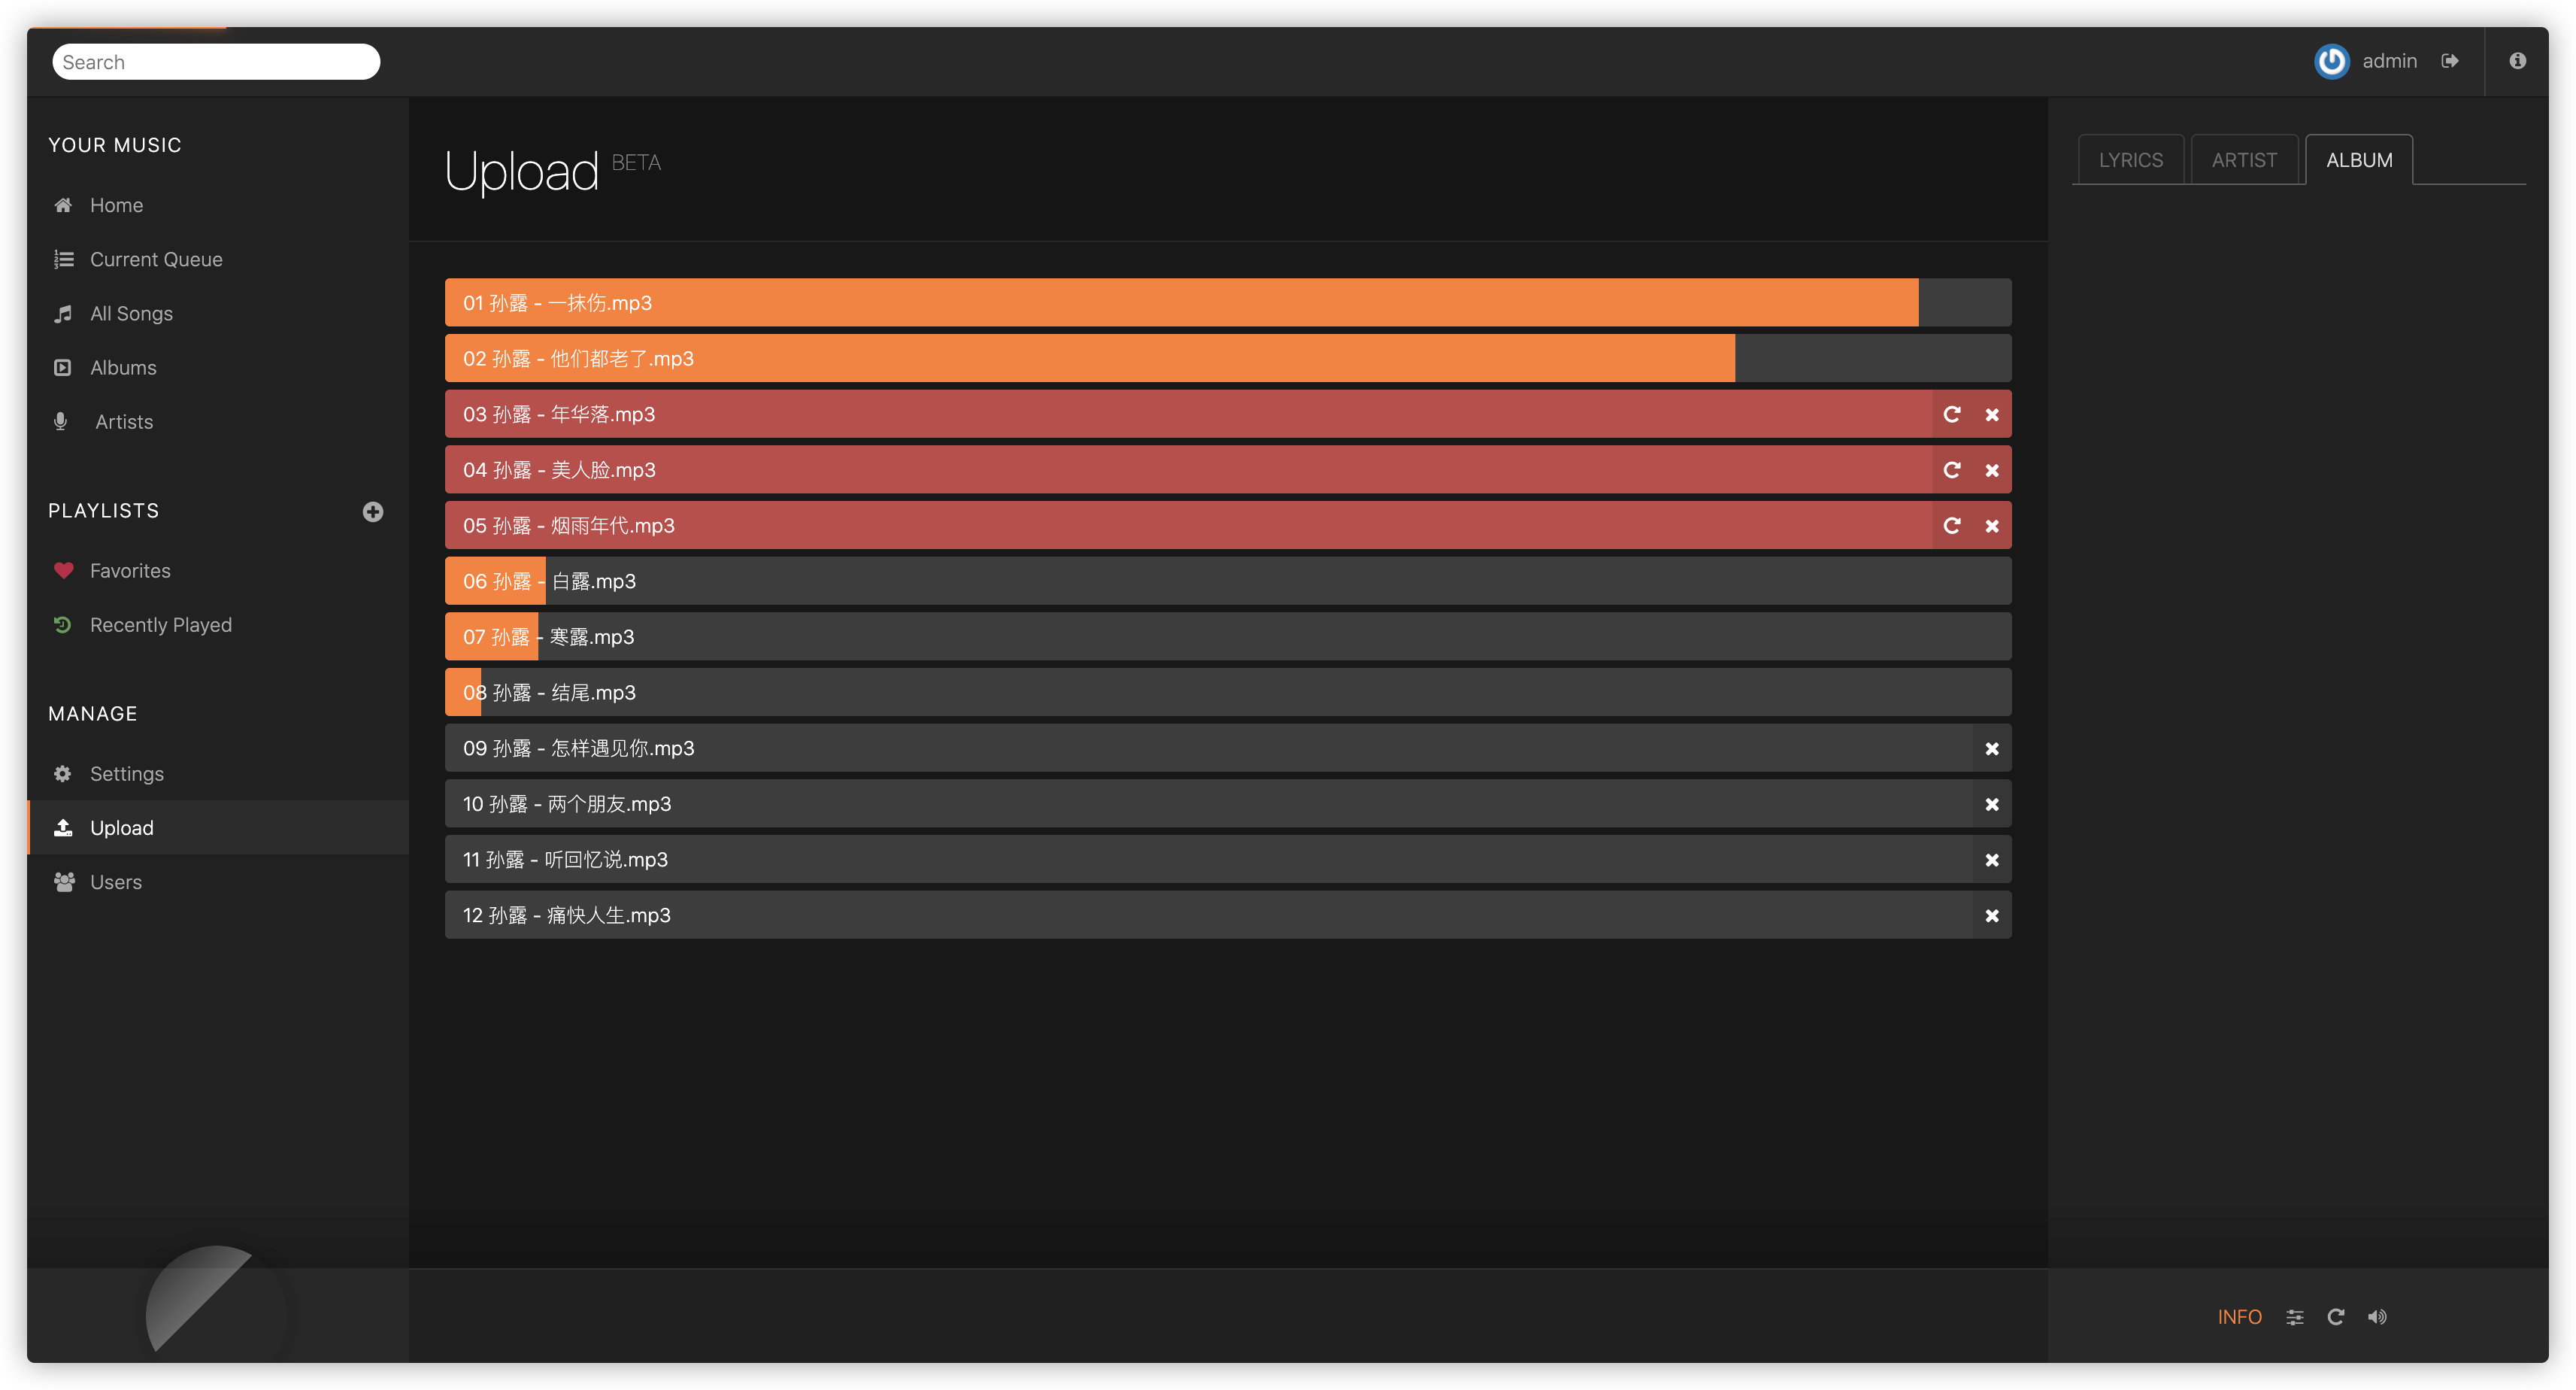 Search
admin
YOUR MUSIC
Home
Current Queue
All Songs
Albums
Artists
PLAYLISTS
Favorites
Recently Played
MANAGE
Settings
Upload
Users
Upload BETA
01 孙露 - 一抹伤.mp3
02 孙露 - 他们都老了.mp3
03 孙露 - 年华落.mp3
04 孙露 - 美人脸.mp3
05 孙露 - 烟雨年代.mp3
06 孙露 - 白露.mp3
07 孙露 - 寒露.mp3
08 孙露 - 结尾.mp3
09 孙露 - 怎样遇见你.mp3
10 孙露 - 两个朋友.mp3
11 孙露 - 听回忆说.mp3
12 孙露 - 痛快人生.mp3
LYRICS ARTIST ALBUM
INFO